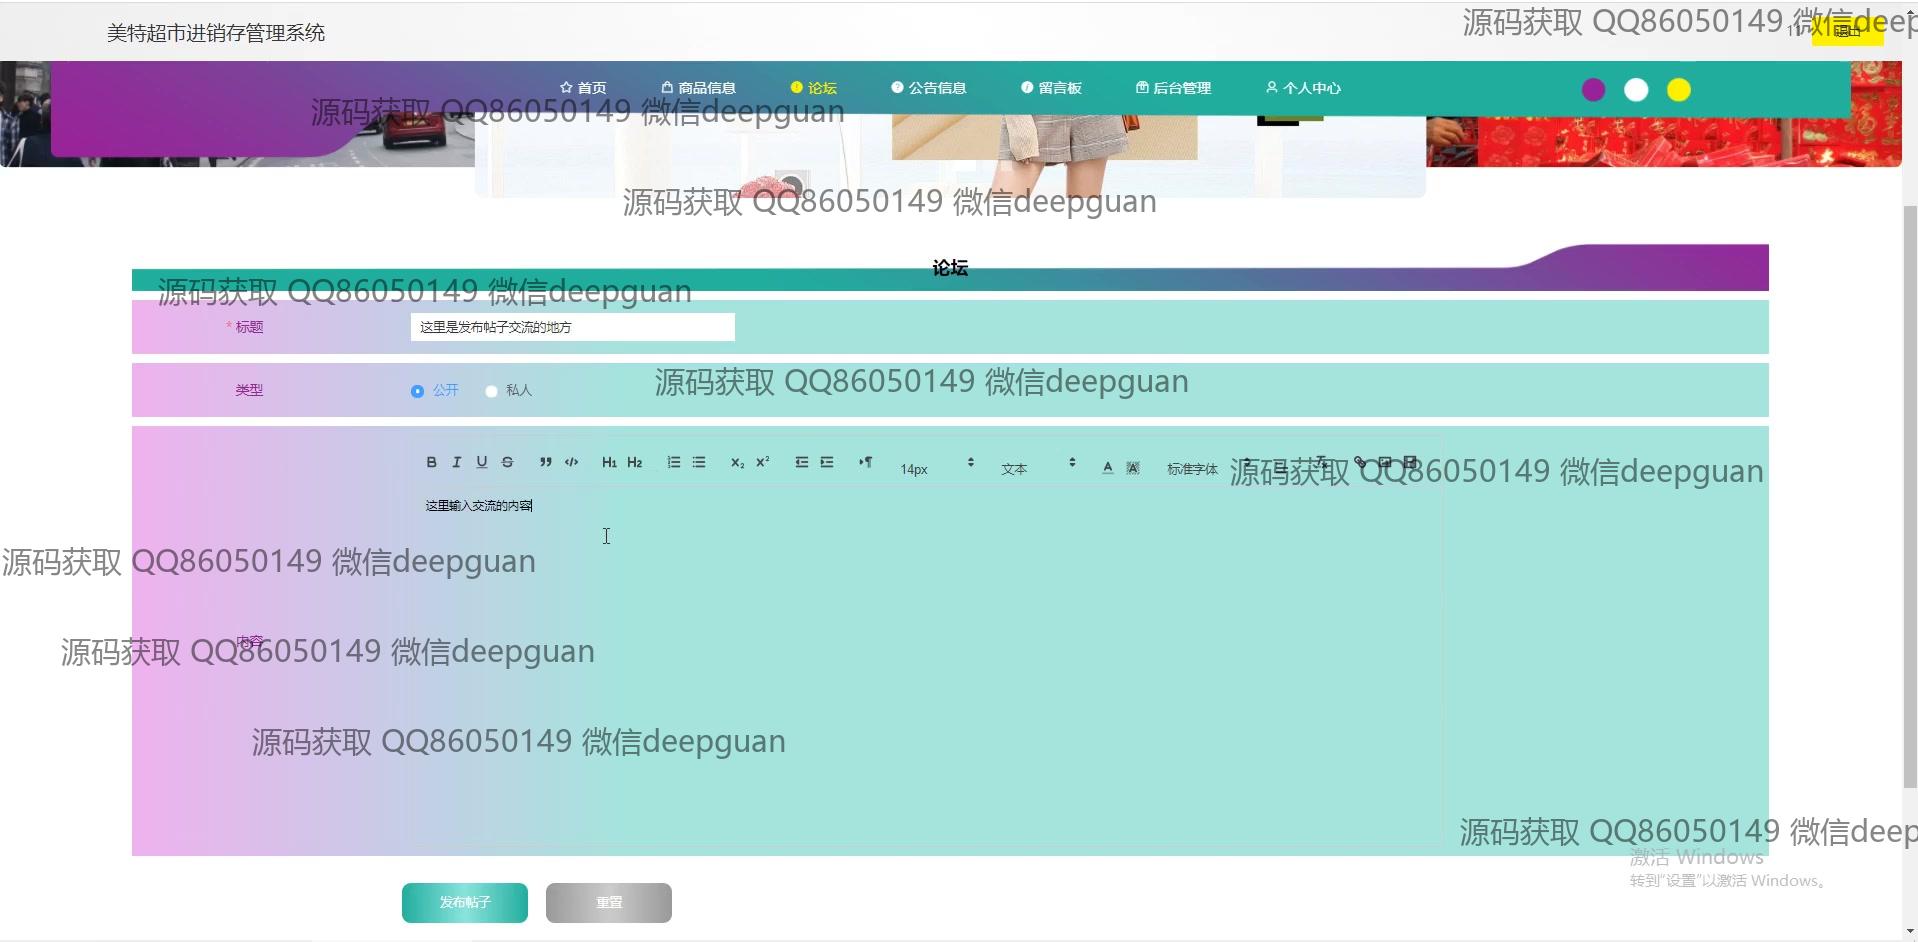 美特超市进销存管理系统
源码获取 QQ86050149 微信deep
11
退出
首页 商品信息 论坛 公告信息 留言板 后台管理 个人中心
源码获取 QQ86050149 微信deepguan
源码获取 QQ86050149 微信deepguan
论坛
源码获取 QQ86050149 微信deepguan
* 标题 这里是发布帖子交流的地方
源码获取 QQ86050149 微信deepguan
类型 公开 私人
B I U S H1 H2 X2 X2 14px 文本 A A 标准字体
源码获取 QQ86050149 微信deepguan
这里输入交流的内容
源码获取 QQ86050149 微信deepguan
内容
源码获取 QQ86050149 微信deepguan
源码获取 QQ86050149 微信deepguan
源码获取 QQ86050149 微信deep
激活 Windows
转到“设置”以激活 Windows。
发布帖子 重置